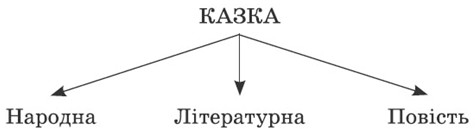 КАЗКА
Народна Літературна Повість